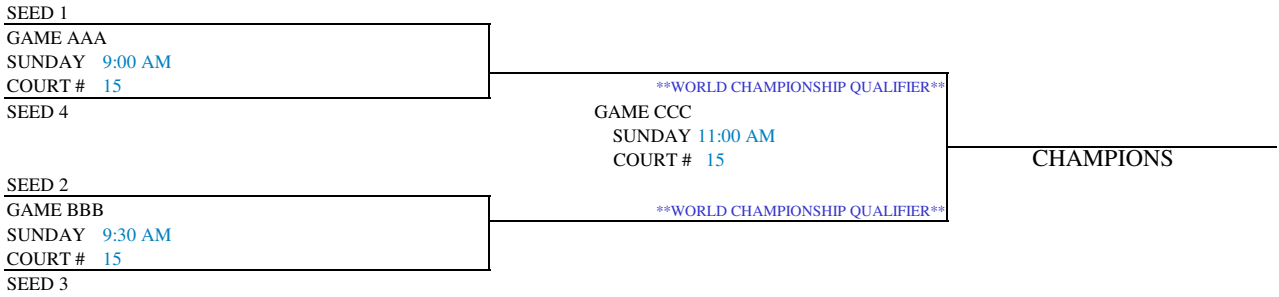 SEED 1
GAME AAA
SUNDAY 9:00 AM
COURT # 15
SEED 4
**WORLD CHAMPIONSHIP QUALIFIER**
GAME CCC
SUNDAY 11:00 AM
COURT # 15
CHAMPIONS
SEED 2
GAME BBB
SUNDAY 9:30 AM
COURT # 15
SEED 3
**WORLD CHAMPIONSHIP QUALIFIER**